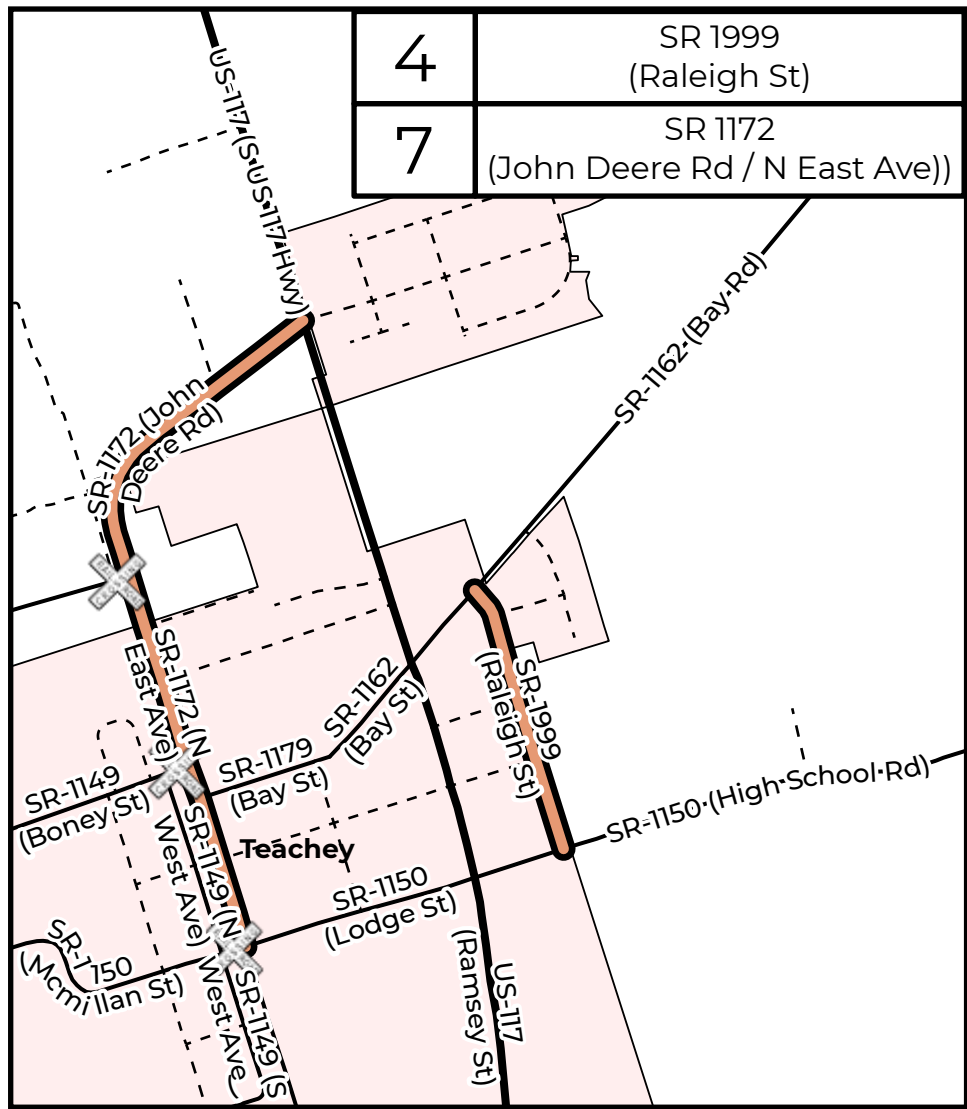 4
SR 1999
(Raleigh St)
7
SR 1172
(John Deere Rd / N East Ave))
US-117 (S US 117 Hwy)
SR-1162 (Bay Rd)
SR-1172 (John
Deere Rd)
SR-1172 (N
East Ave)
SR-1162
(Bay St)
SR-1999
(Raleigh St)
SR-1179
(Bay St)
SR-1149
(Boney St)
SR-1150 (High School Rd)
SR-1149 (N
West Ave)
Teachey
SR-1150
(Lodge St)
SR-1150
(Mcmillan St)
SR-1149 (S
West Ave
US-117
(Ramsey St)